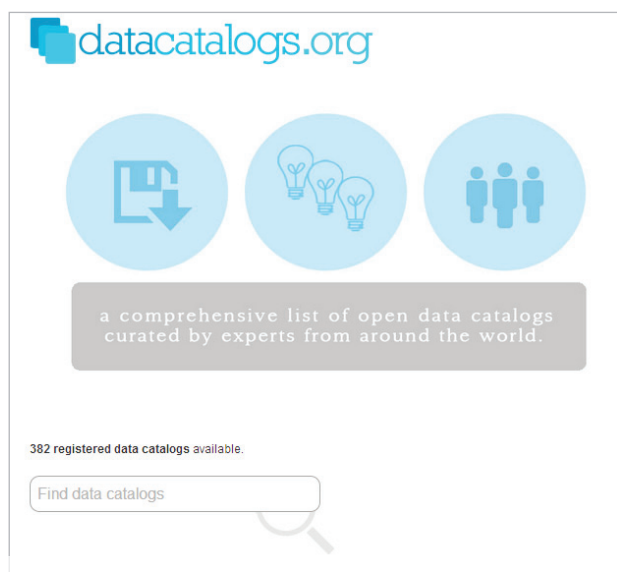 datacatalogs.org
a comprehensive list of open data catalogs
curated by experts from around the world.
382 registered data catalogs available.
Find data catalogs